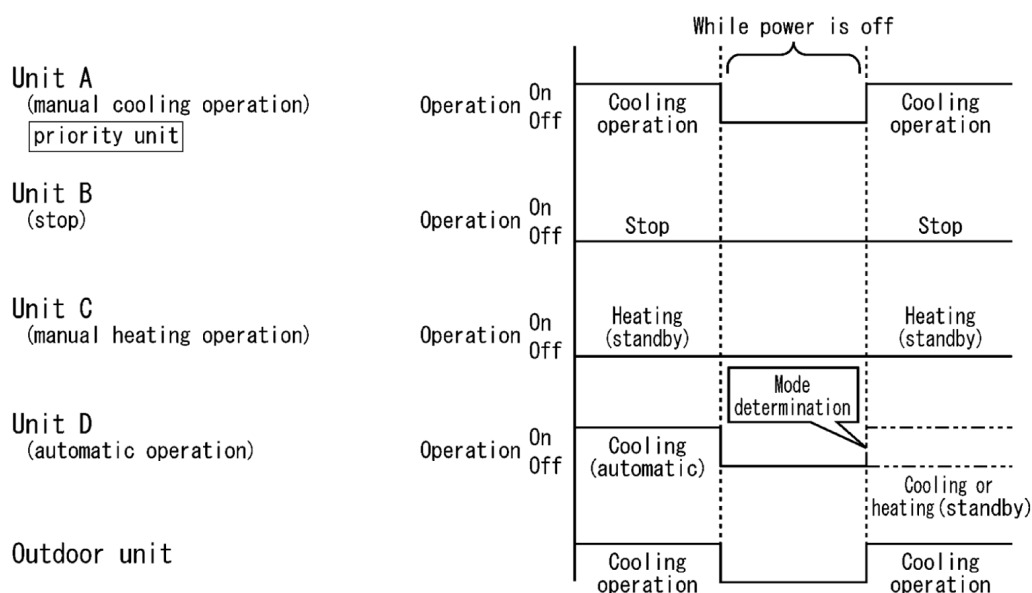 While power is off
Unit A
(manual cooling operation)
priority unit
Operation On
Off
Cooling
operation
Cooling
operation
Unit B
(stop)
Operation On
Off
Stop
Stop
Unit C
(manual heating operation)
Operation On
Off
Heating
(standby)
Heating
(standby)
Mode
determination
Unit D
(automatic operation)
Operation On
Off
Cooling
(automatic)
Cooling or
heating(standby)
Outdoor unit
Cooling
operation
Cooling
operation